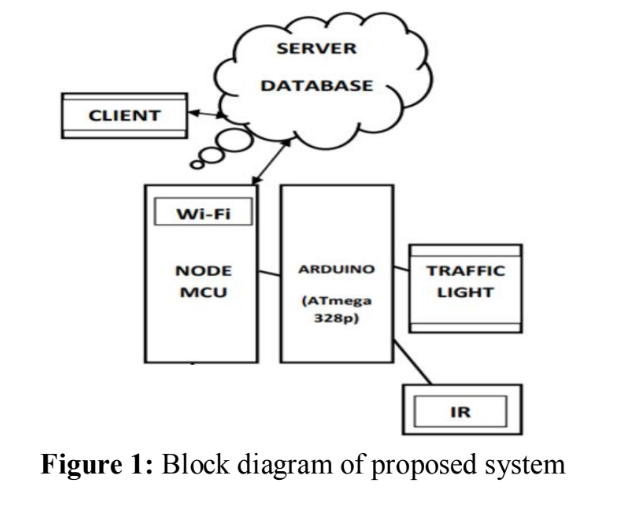 SERVER
DATABASE
CLIENT
Wi-Fi
NODE
MCU
ARDUINO
(ATmega
328p)
TRAFFIC
LIGHT
IR
Figure 1: Block diagram of proposed system